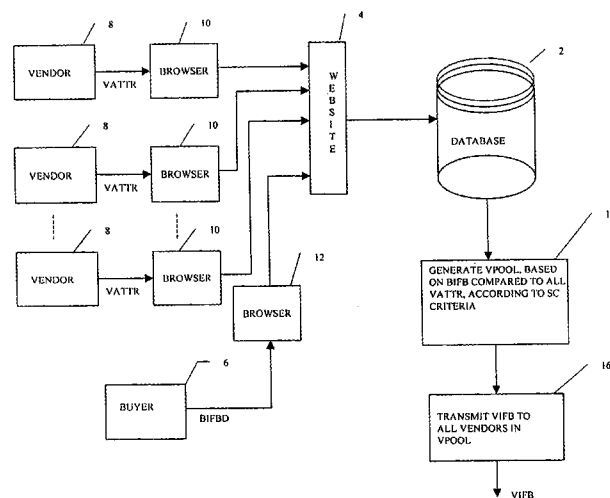 8
10
4
2
VENDOR
VATTR
BROWSER
WEBSITE
DATABASE
8
10
VENDOR
VATTR
BROWSER
8
10
VENDOR
VATTR
BROWSER
12
BROWSER
6
BUYER
BIFBD
1
GENERATE VPOOL, BASED
ON BIFB COMPARED TO ALL
VATTR, ACCORDING TO SC
CRITERIA
16
TRANSMIT VIFB TO
ALL VENDORS IN
VPOOL
VIFB